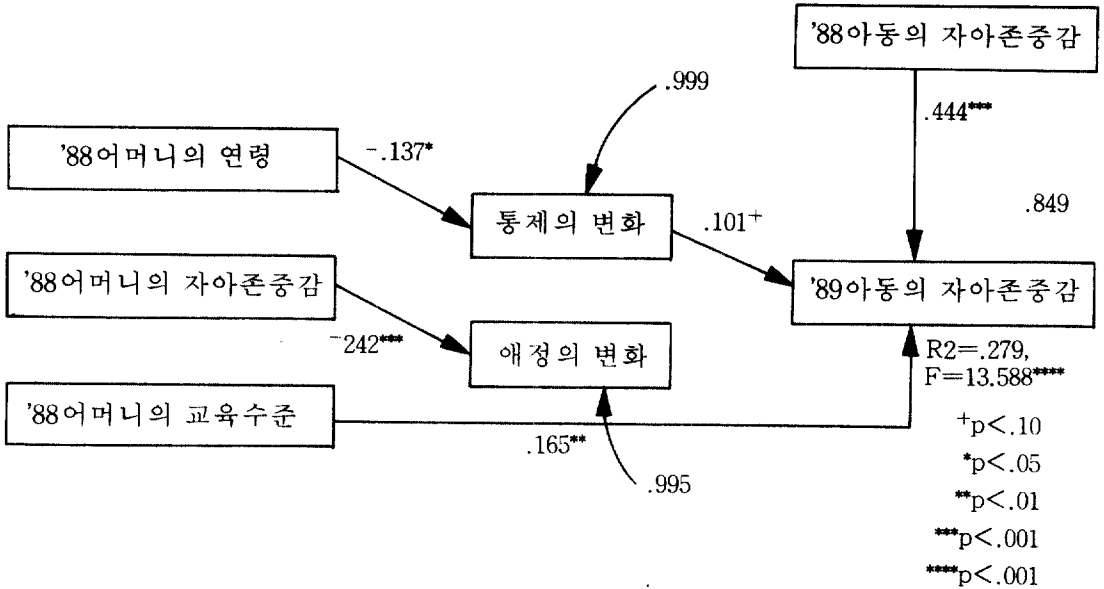 '88아동의 자아존중감
.999
.444***
'88어머니의 연령
-.137*
통제의 변화
.101+
.849
'88어머니의 자아존중감
'89아동의 자아존중감
-242***
애정의 변화
R2=.279,
F=13.588****
'88어머니의 교육수준
.165**
.995
+p<.10
*p<.05
**p<.01
***p<.001
****p<.001